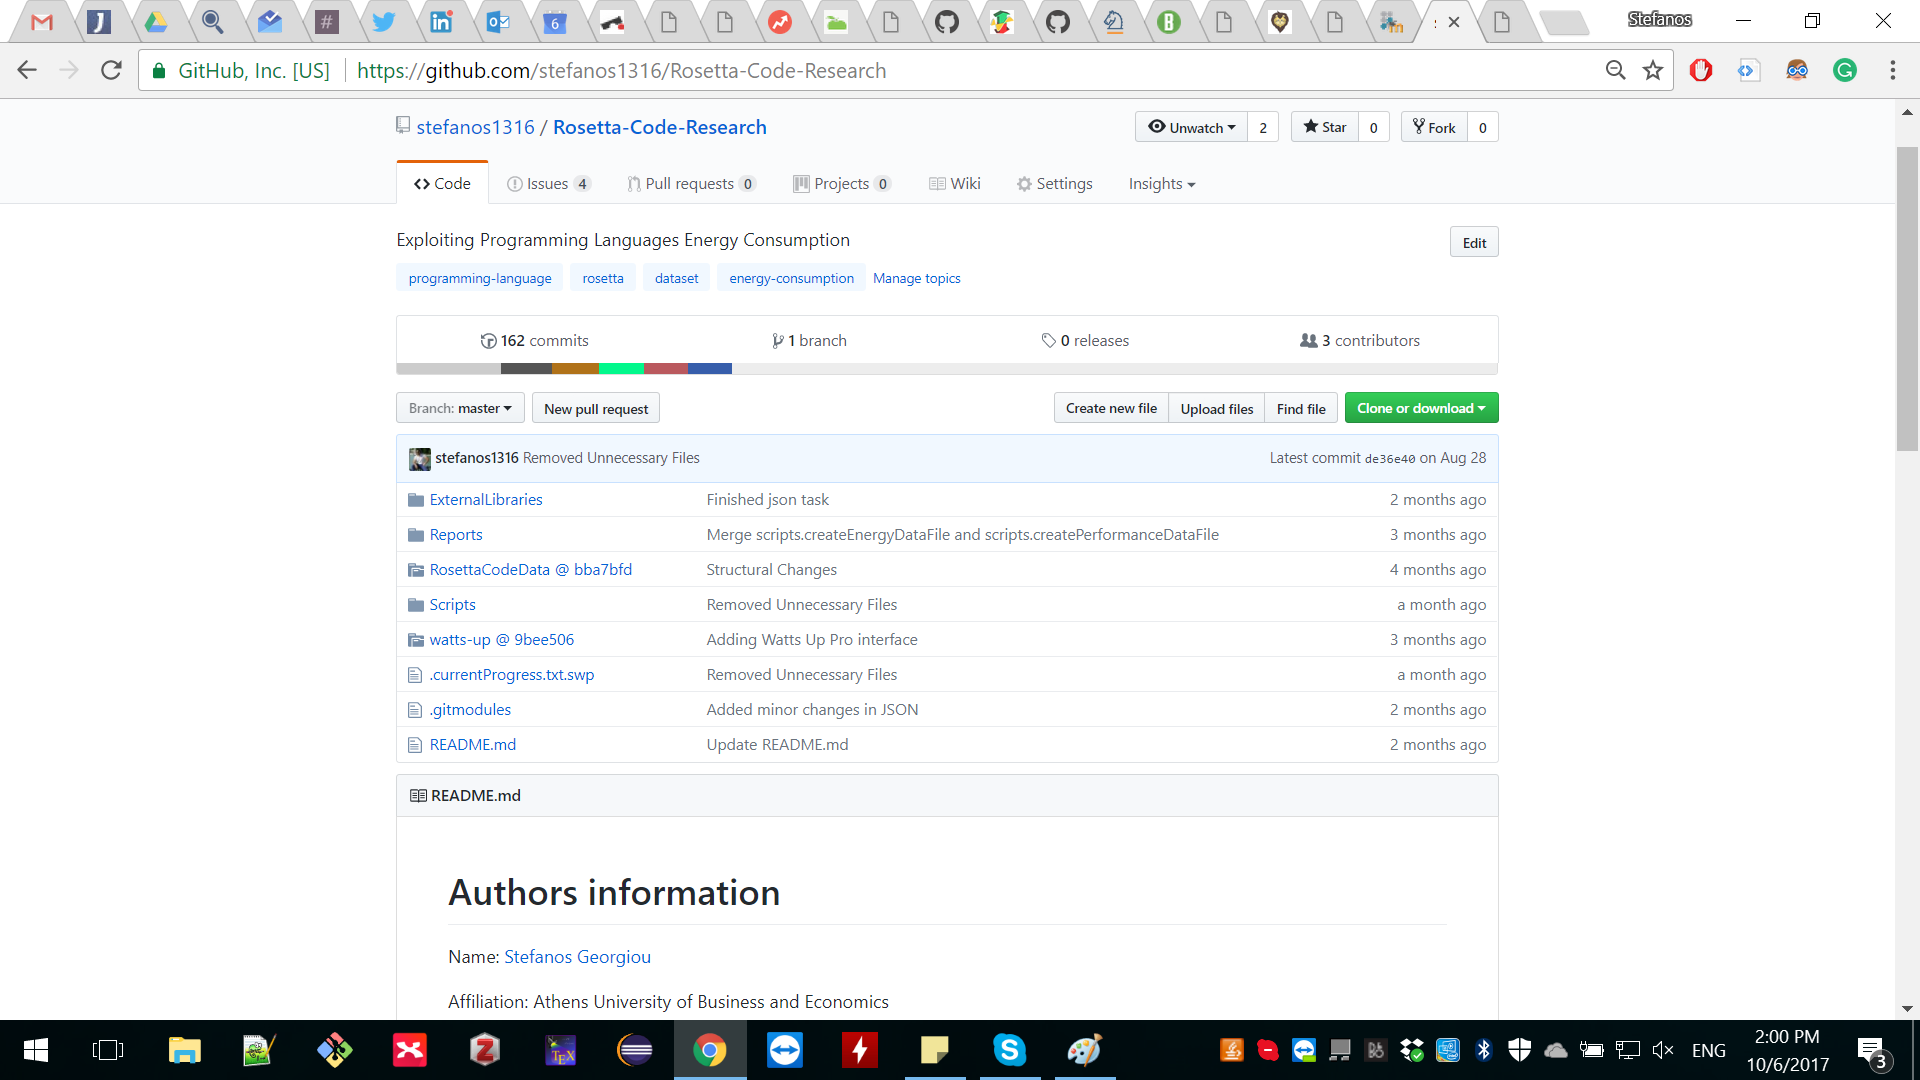 Stefanos
GitHub, Inc. [US] https://github.com/stefanos1316/Rosetta-Code-Research
stefanos1316 / Rosetta-Code-Research
Unwatch 2 Star 0 Fork 0
Code Issues 4 Pull requests 0 Projects 0 Wiki Settings Insights
Exploiting Programming Languages Energy Consumption
Edit
programming-language rosetta dataset energy-consumption Manage topics
162 commits 1 branch 0 releases 3 contributors
Branch: master New pull request Create new file Upload files Find file Clone or download
stefanos1316 Removed Unnecessary Files Latest commit de36e40 on Aug 28
ExternalLibraries Finished json task 2 months ago
Reports Merge scripts.createEnergyDataFile and scripts.createPerformanceDataFile 3 months ago
RosettaCodeData @ bba7bfd Structural Changes 4 months ago
Scripts Removed Unnecessary Files a month ago
watts-up @ 9bee506 Adding Watts Up Pro interface 3 months ago
.currentProgress.txt.swp Removed Unnecessary Files a month ago
.gitmodules Added minor changes in JSON 2 months ago
README.md Update README.md 2 months ago
README.md
Authors information
Name: Stefanos Georgiou
Affiliation: Athens University of Business and Economics
ENG
2:00 PM
10/6/2017
3